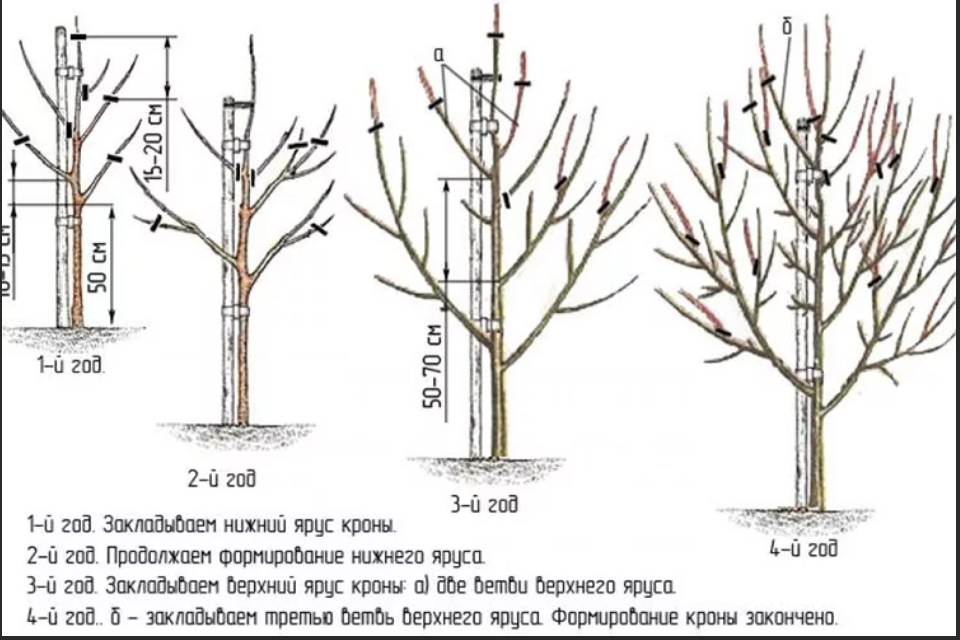 а
б
15-20 см
50 см
50-70 см
1-й год.
2-й год
3-й год
4-й год
1-й год. Закладываем нижний ярус кроны.
2-й год. Продолжаем формирование нижнего яруса.
3-й год. Закладываем верхний ярус кроны: а) две ветви верхнего яруса.
4-й год.. б - закладываем третью ветвь верхнего яруса. Формирование кроны закончено.